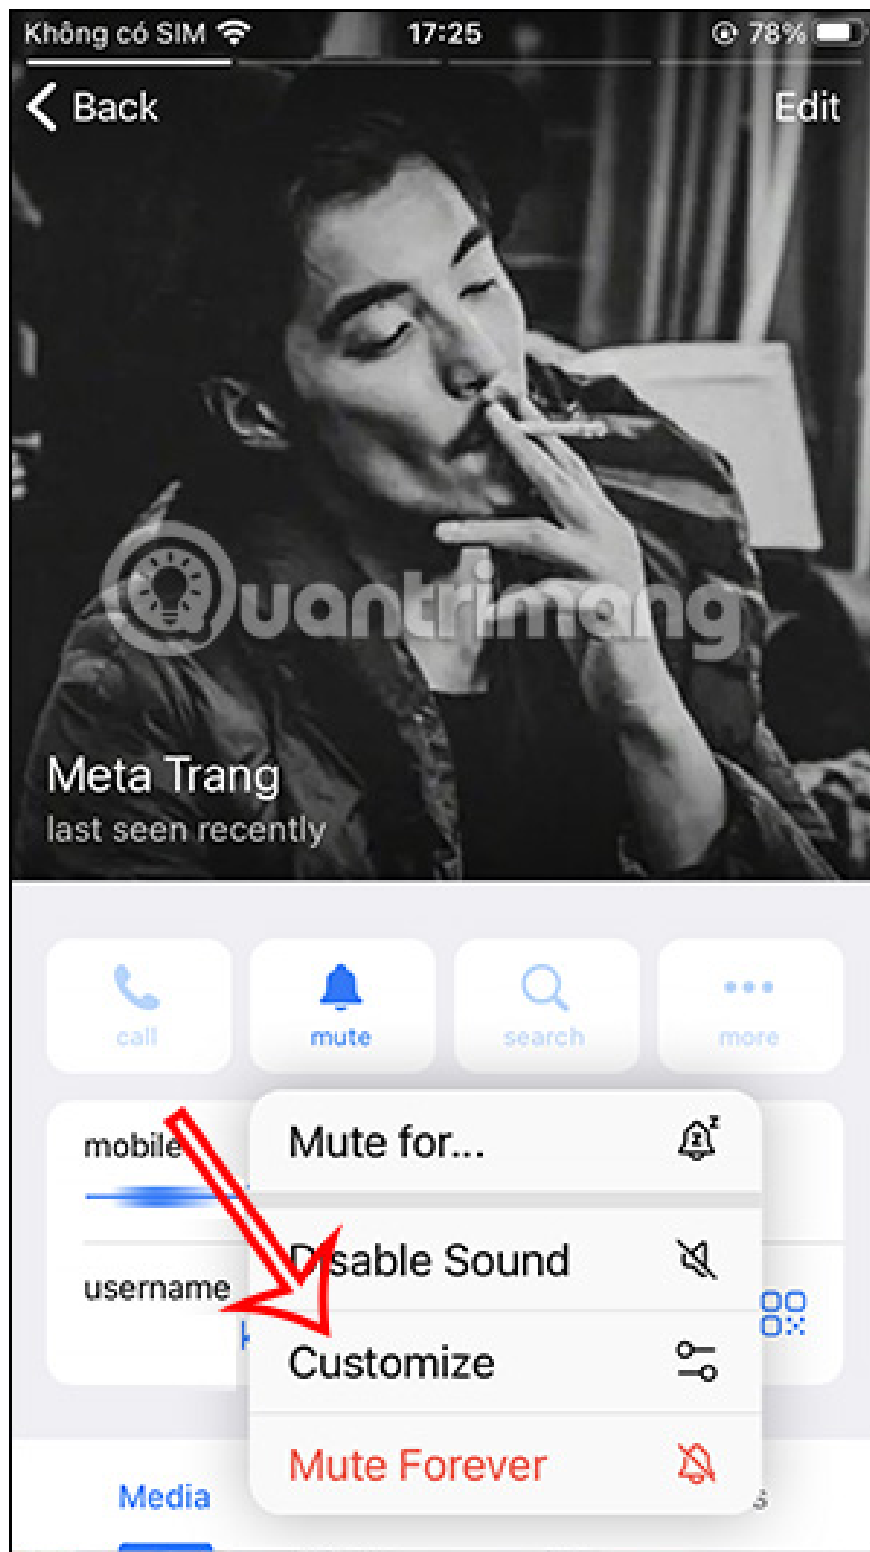 Không có SIM 17:25 78%
Back Edit
Quantrimang
Meta Trang
last seen recently
call mute search more
mobile
Mute for...
Disable Sound
username
Customize
Mute Forever
Media